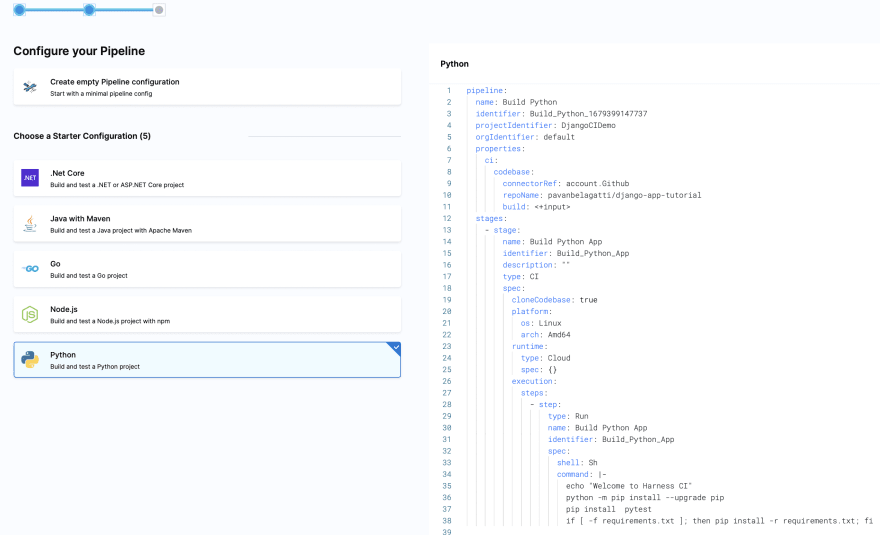 Configure your Pipeline
Create empty Pipeline configuration
Start with a minimal pipeline config
Choose a Starter Configuration (5)
.NET
.Net Core
Build and test a .NET or ASP.NET Core project
Java with Maven
Build and test a Java project with Apache Maven
GO
Go
Build and test a Go project
JS
Node.js
Build and test a Node.js project with npm
Python
Build and test a Python project
Python
1 pipeline:
2   name: Build Python
3   identifier: Build_Python_1679399147737
4   projectIdentifier: DjangoCIDemo
5   orgIdentifier: default
6   properties:
7     ci:
8       codebase:
9         connectorRef: account.Github
10         repoName: pavanbelagatti/django-app-tutorial
11         build: <+input>
12   stages:
13     - stage:
14         name: Build Python App
15         identifier: Build_Python_App
16         description: ""
17         type: CI
18         spec:
19           cloneCodebase: true
20           platform:
21             os: Linux
22             arch: Amd64
23           runtime:
24             type: Cloud
25             spec: {}
26           execution:
27             steps:
28               - step:
29                   type: Run
30                   name: Build Python App
31                   identifier: Build_Python_App
32                   spec:
33                     shell: Sh
34                     command: |-
35                       echo "Welcome to Harness CI"
36                       python -m pip install --upgrade pip
37                       pip install  pytest
38                       if [ -f requirements.txt ]; then pip install -r requirements.txt; fi
39